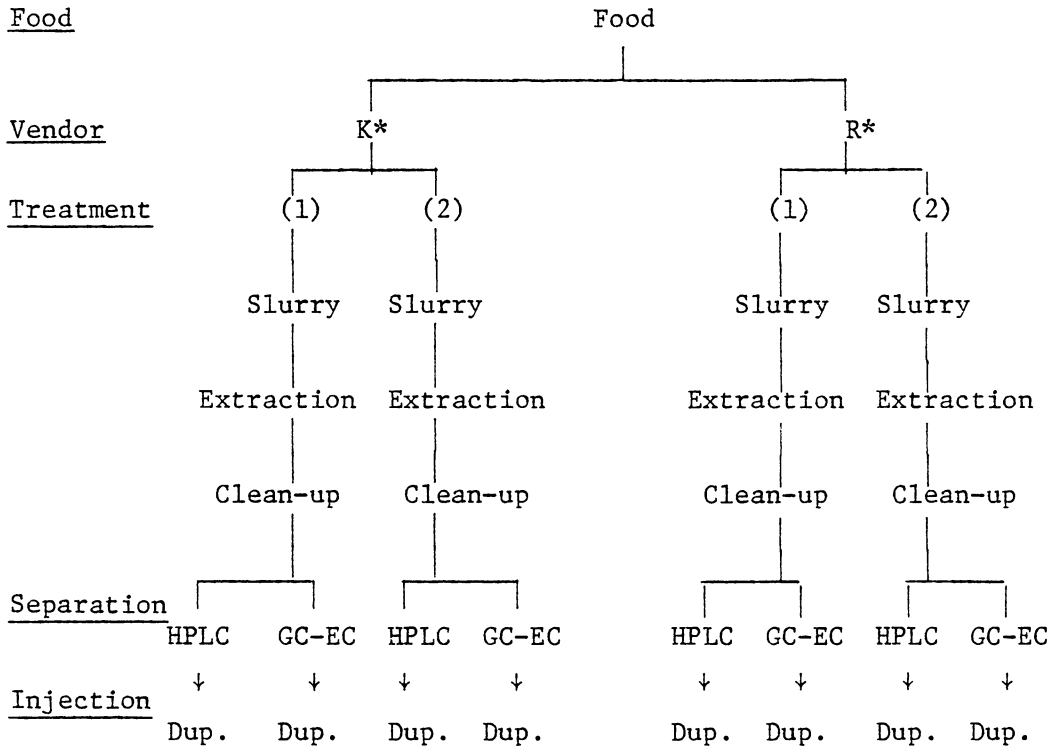 Food Food
Vendor K* R*
Treatment (1) (2) (1) (2)
Slurry Slurry Slurry Slurry
Extraction Extraction Extraction Extraction
Clean-up Clean-up Clean-up Clean-up
Separation
HPLC GC-EC HPLC GC-EC HPLC GC-EC HPLC GC-EC
↓ ↓ ↓ ↓ ↓ ↓ ↓ ↓
Injection
Dup. Dup. Dup. Dup. Dup. Dup. Dup. Dup.